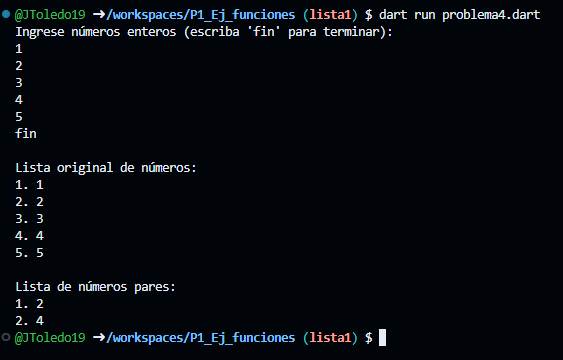 @JToledo19 ➜/workspaces/P1_Ej_funciones (lista1) $ dart run problema4.dart
Ingrese números enteros (escriba 'fin' para terminar):
1
2
3
4
5
fin
Lista original de números:
1. 1
2. 2
3. 3
4. 4
5. 5
Lista de números pares:
1. 2
2. 4
@JToledo19 ➜/workspaces/P1_Ej_funciones (lista1) $